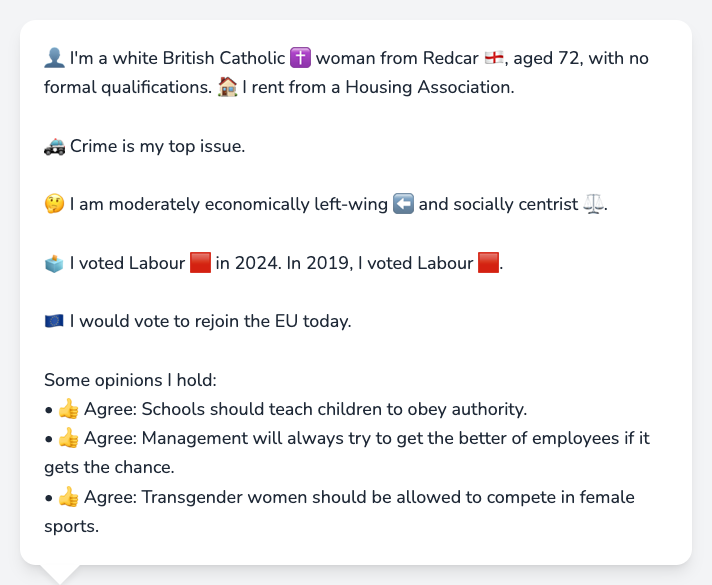 👤 I'm a white British Catholic ✝️ woman from Redcar 🏴󠁧󠁢󠁥󠁮󠁧󠁿, aged 72, with no
formal qualifications. 🏠 I rent from a Housing Association.
🚓 Crime is my top issue.
🤔 I am moderately economically left-wing ⬅️ and socially centrist ⚖️.
🗳️ I voted Labour 🟥 in 2024. In 2019, I voted Labour 🟥.
🇪🇺 I would vote to rejoin the EU today.
Some opinions I hold:
• 👍 Agree: Schools should teach children to obey authority.
• 👍 Agree: Management will always try to get the better of employees if it
gets the chance.
• 👍 Agree: Transgender women should be allowed to compete in female
sports.